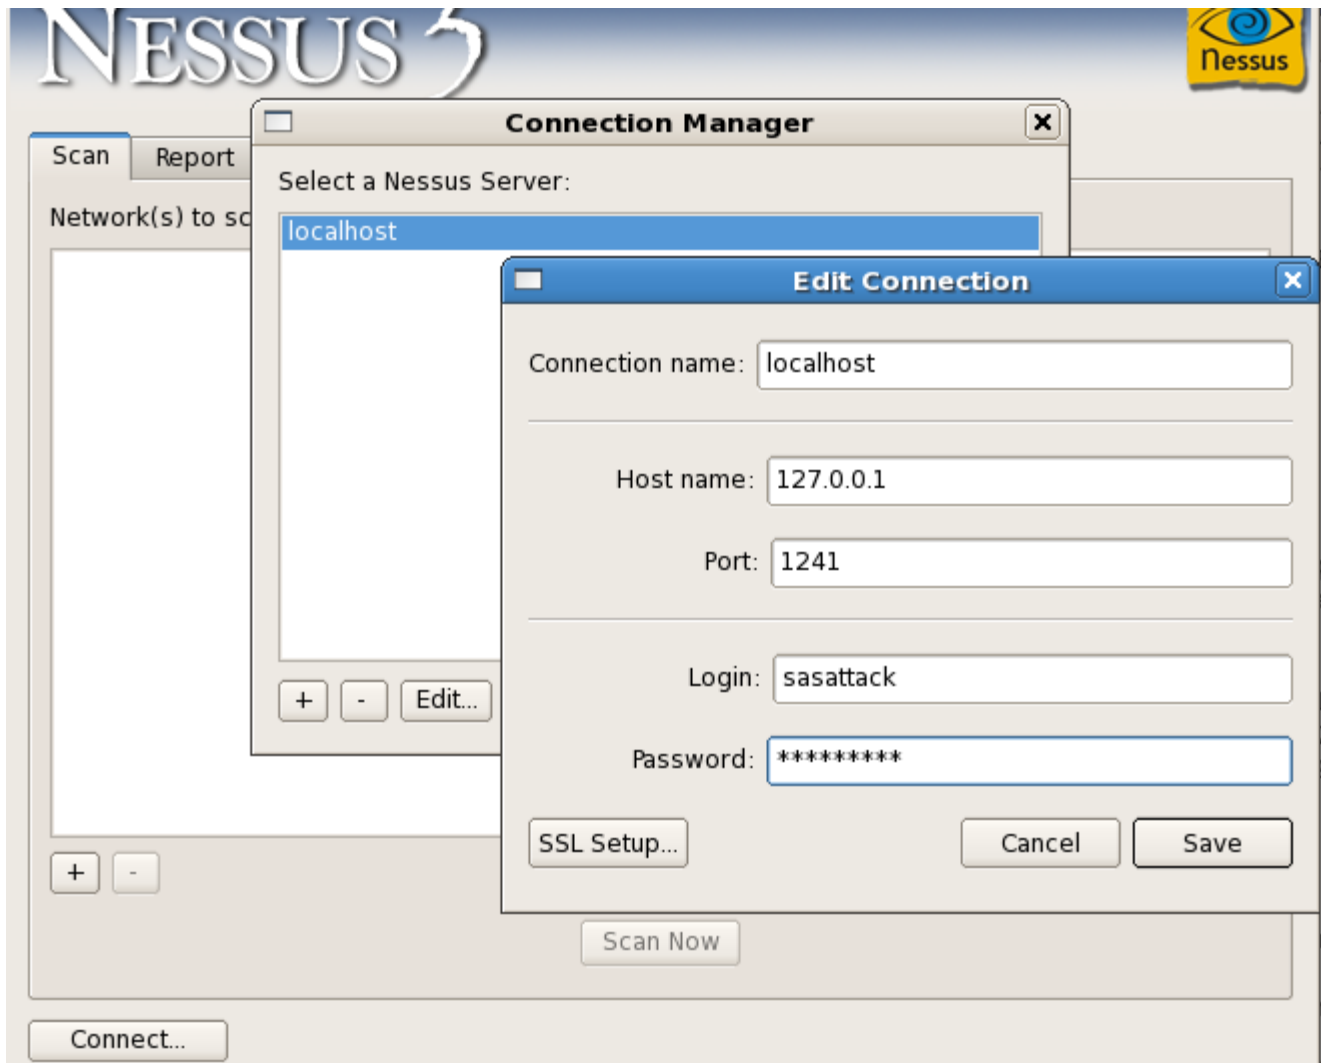 NESSUS 3
nessus
Connection Manager
Scan
Report
Select a Nessus Server:
Network(s) to sc
localhost
Edit Connection
Connection name: localhost
Host name: 127.0.0.1
Port: 1241
Login: sasattack
+ - Edit...
Password: *********
SSL Setup... Cancel Save
+ -
Scan Now
Connect...